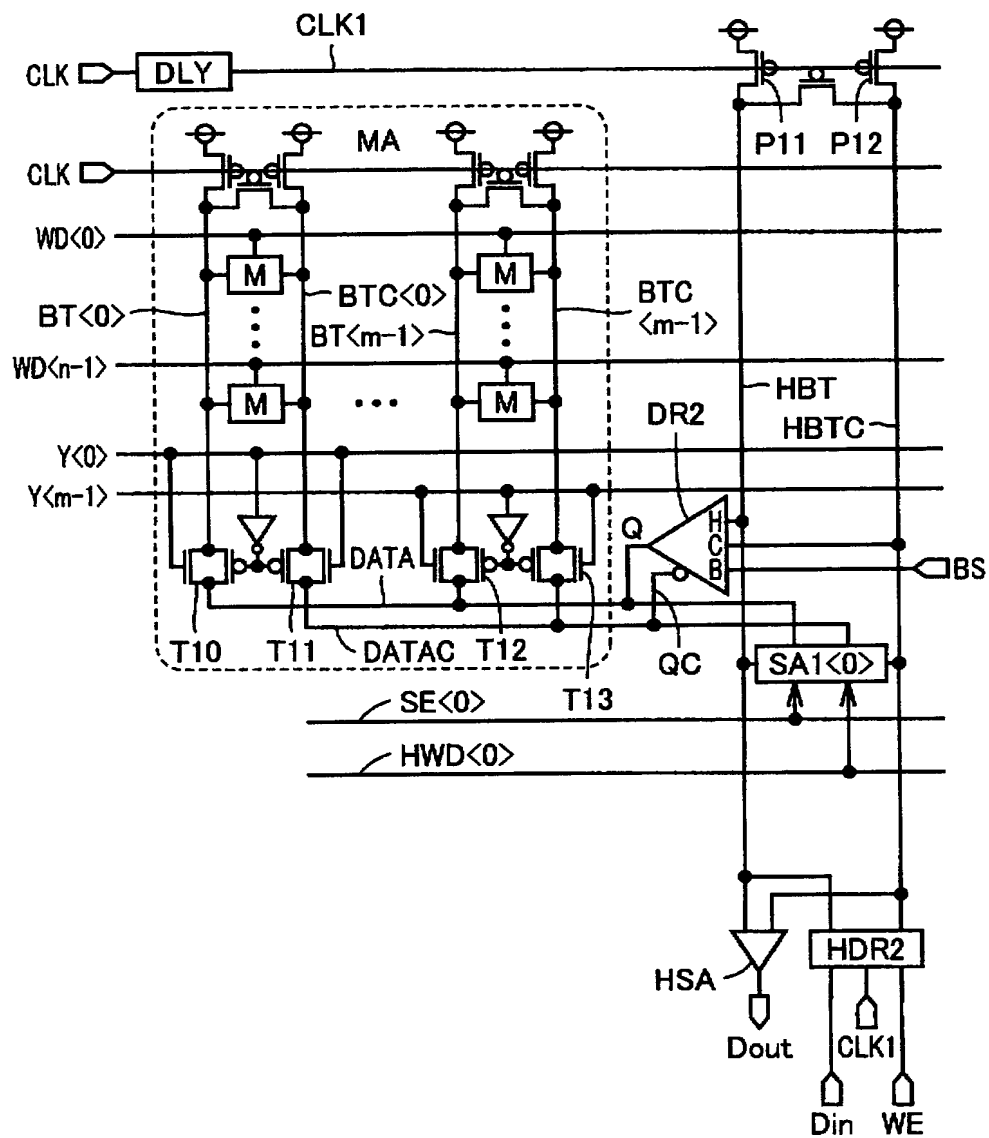 CLK1
CLK DLY
P11 P12
MA
CLK
WD<0>
M M
BT<0> BTC<0> BT<m-1> BTC <m-1>
WD<n-1>
M M
HBT
DR2
HBTC
Y<0>
Y<m-1>
Q H
C
B BS
DATA
T10 T11 DATAC T12 T13 QC SA1<0>
SE<0>
HWD<0>
HSA HDR2
Dout CLK1
Din WE